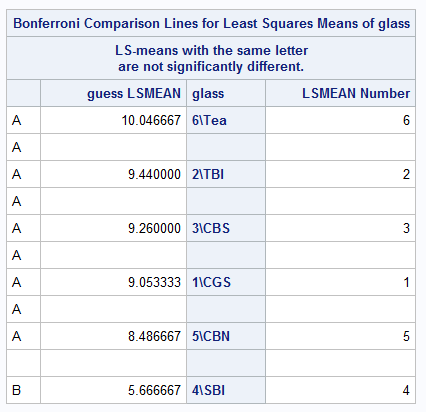 Bonferroni Comparison Lines for Least Squares Means of glass
LS-means with the same letter
are not significantly different.
guess LSMEAN glass LSMEAN Number
A 10.046667 6\Tea 6
A
A 9.440000 2\TBI 2
A
A 9.260000 3\CBS 3
A
A 9.053333 1\CGS 1
A
A 8.486667 5\CBN 5
B 5.666667 4\SBI 4